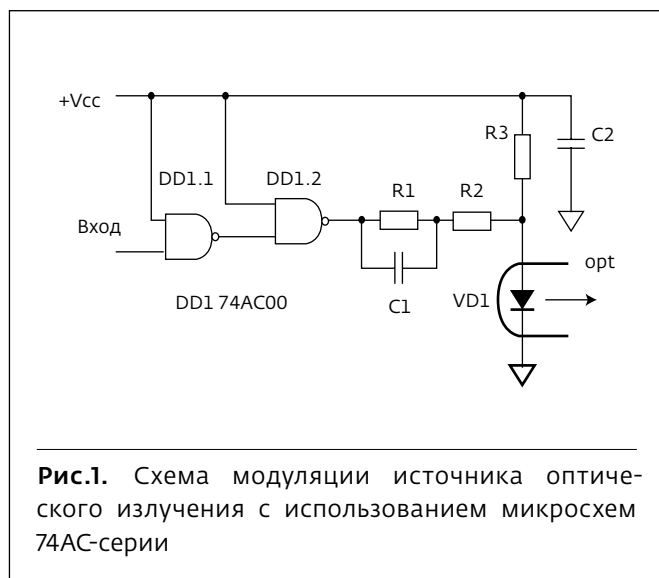 +Vcc
R3
C2
DD1.1
DD1.2
R1
R2
Вход
opt
DD1 74AC00
C1
VD1
Рис.1. Схема модуляции источника оптиче-
ского излучения с использованием микросхем
74АС-серии